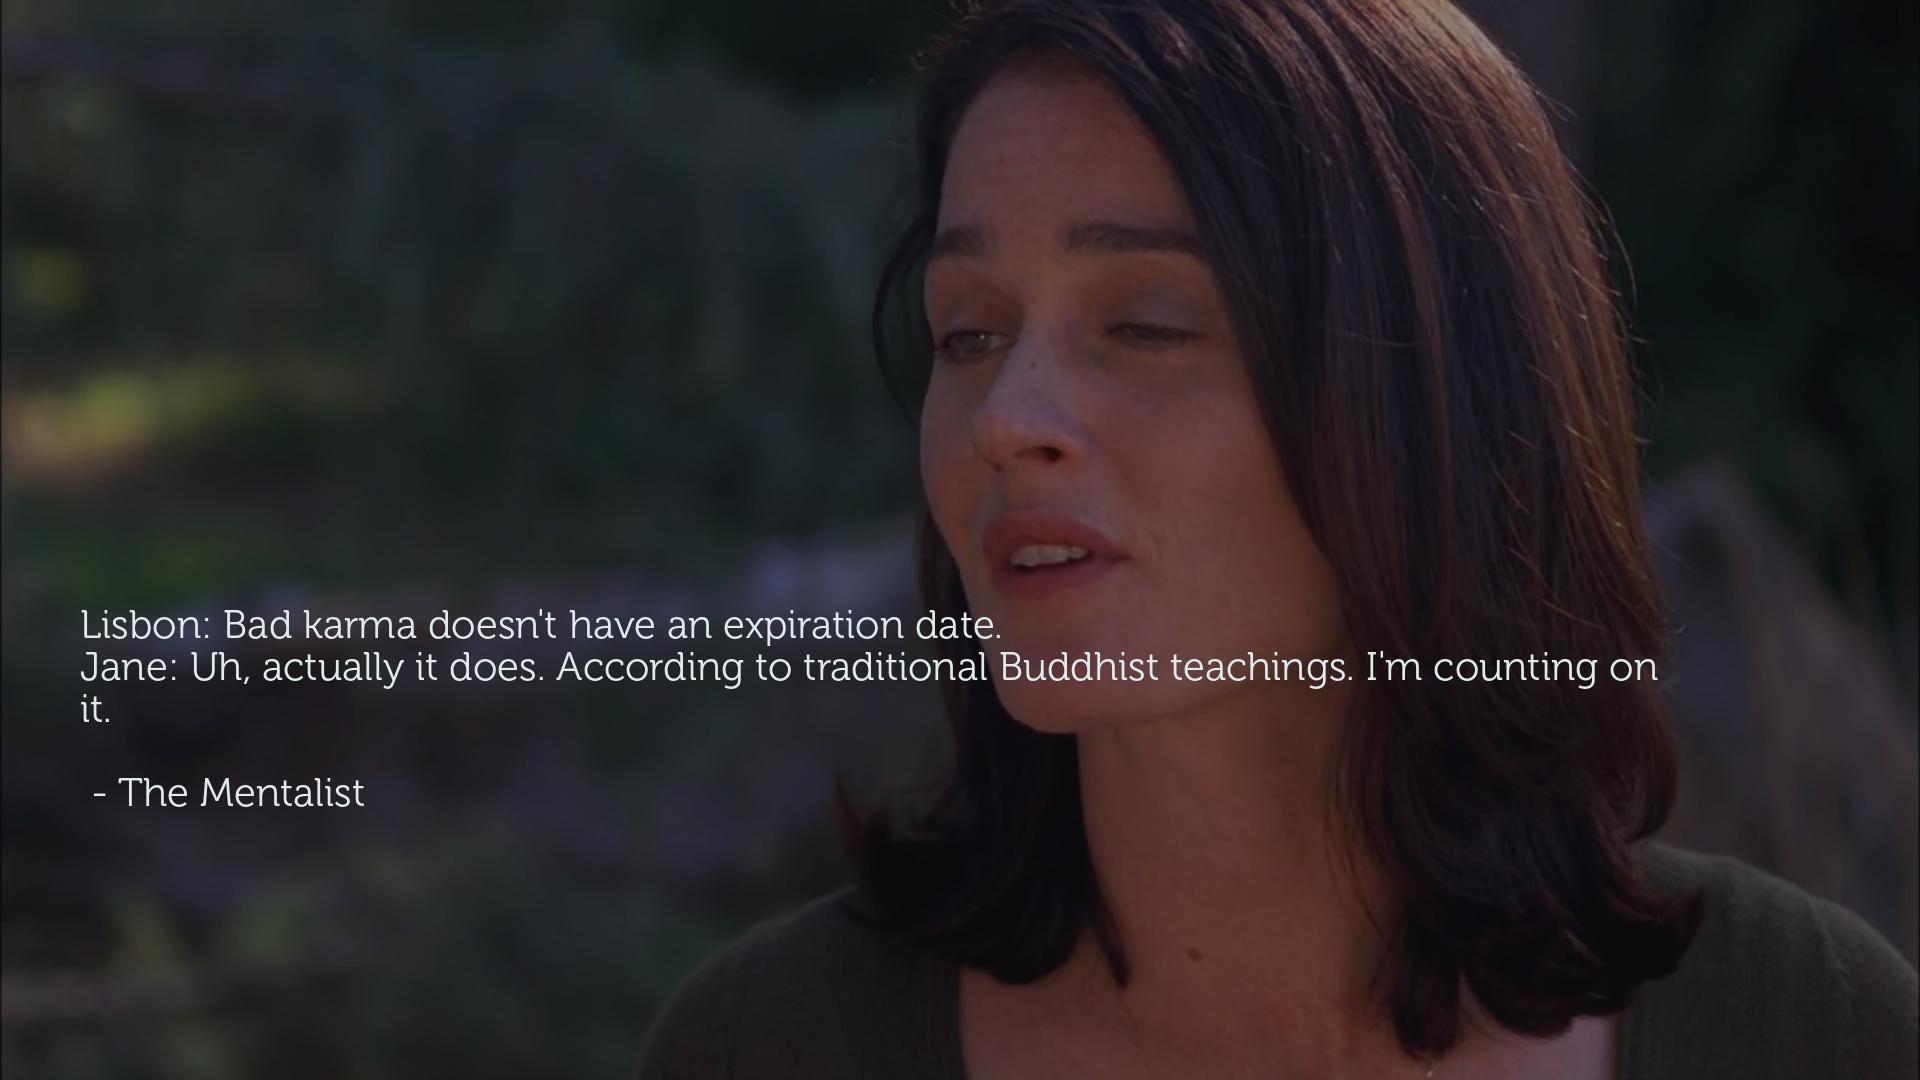 Lisbon: Bad karma doesn't have an expiration date.
Jane: Uh, actually it does. According to traditional Buddhist teachings. I'm counting on
it.
- The Mentalist